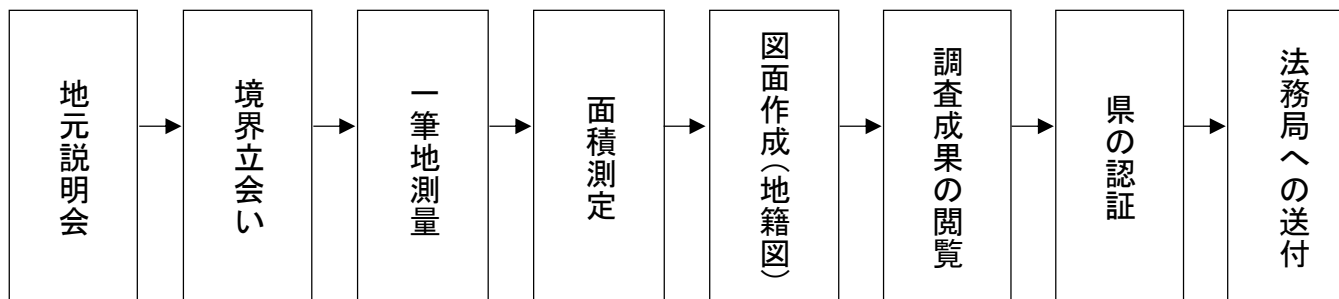 地元説明会
境界立会い
一筆地測量
面積測定
図面作成（地籍図）
調査成果の閲覧
県の認証
法務局への送付